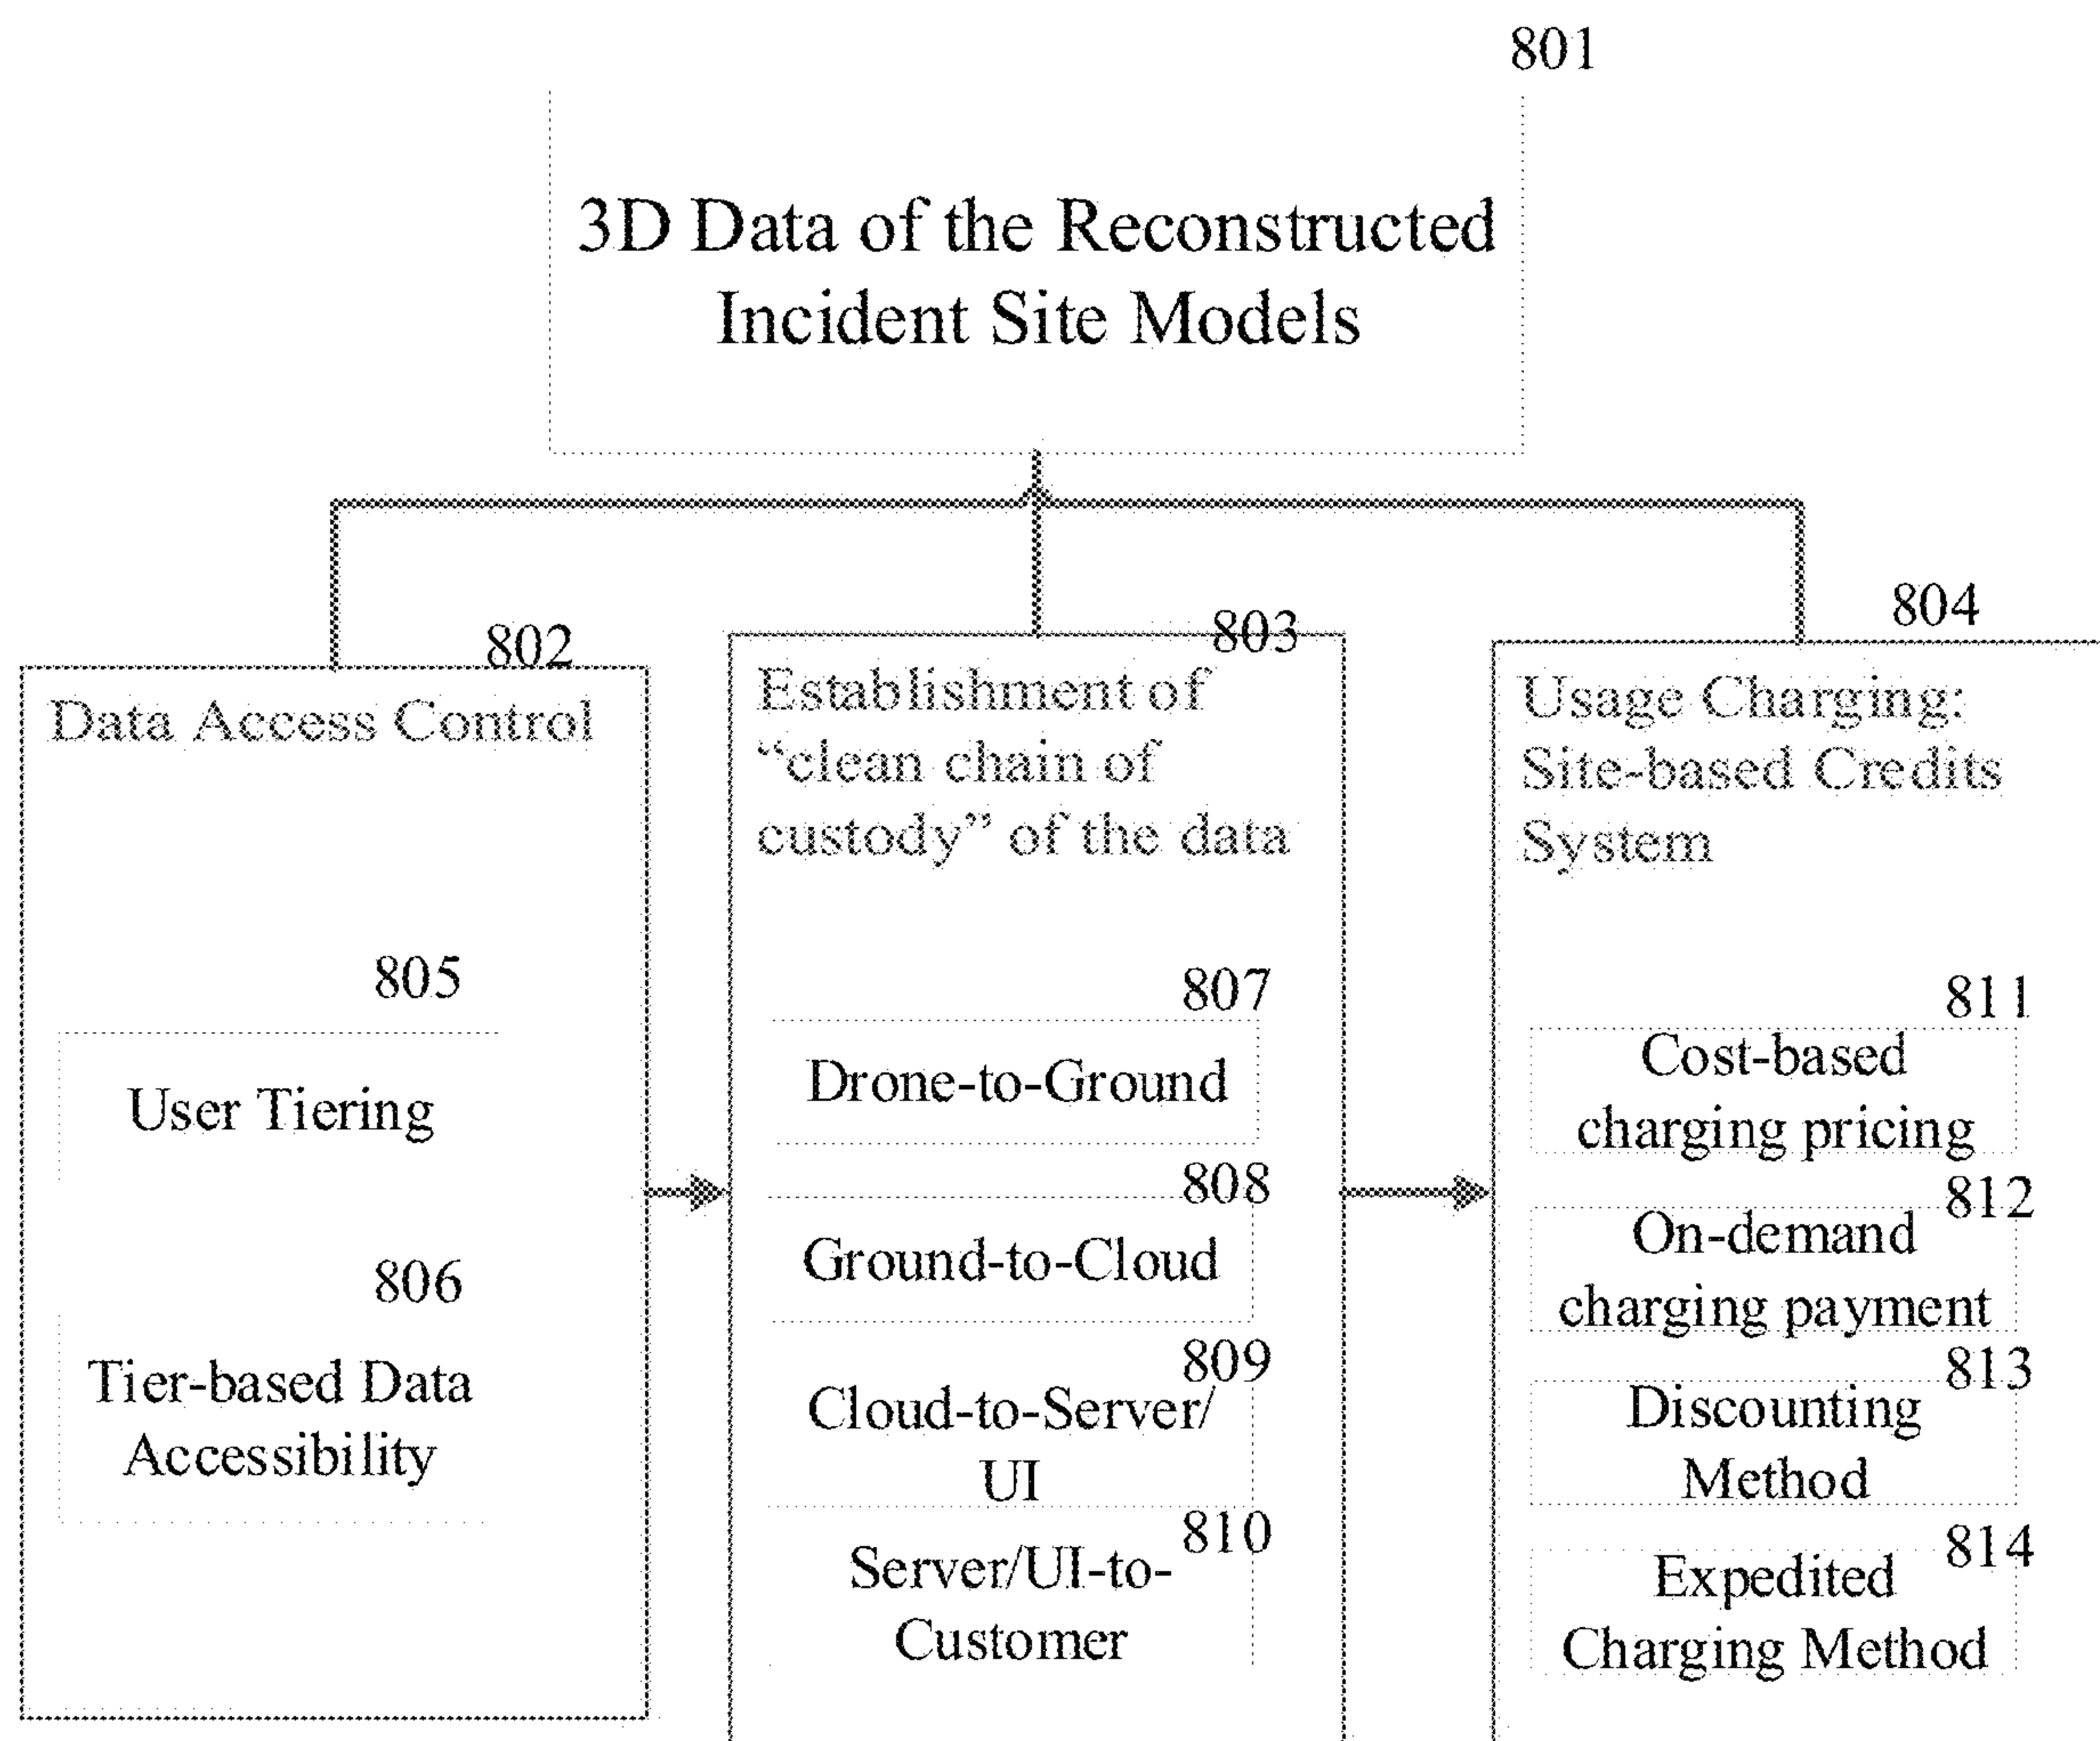 801
3D Data of the Reconstructed
Incident Site Models
802
Data Access Control
805
User Tiering
806
Tier-based Data
Accessibility
803
Establishment of
“clean chain of
custody” of the data
807
Drone-to-Ground
808
Ground-to-Cloud
809
Cloud-to-Server/
UI
810
Server/UI-to-
Customer
804
Usage Charging:
Site-based Credits
System
811
Cost-based
charging pricing
812
On-demand
charging payment
813
Discounting
Method
814
Expedited
Charging Method